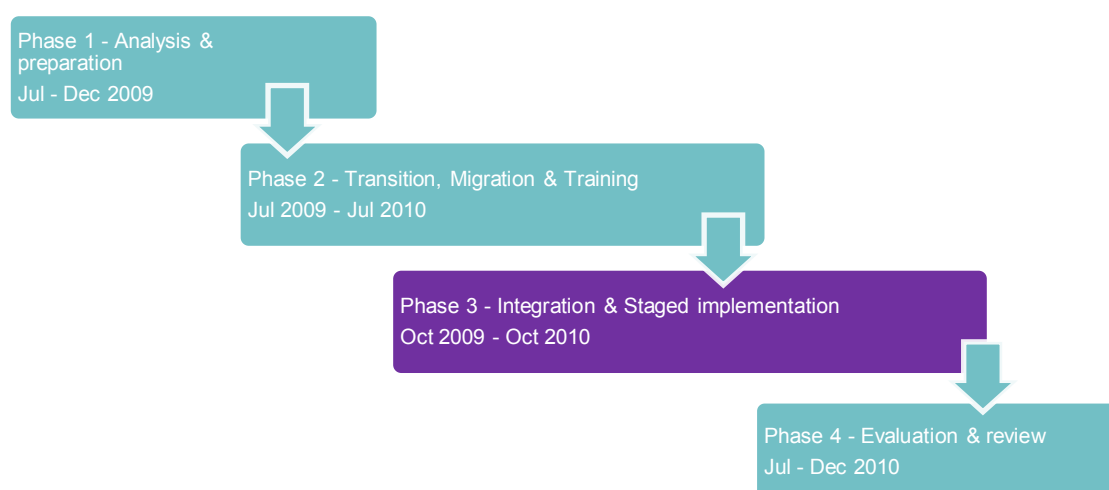 Phase 1 - Analysis &
preparation
Jul - Dec 2009
Phase 2 - Transition, Migration & Training
Jul 2009 - Jul 2010
Phase 3 - Integration & Staged implementation
Oct 2009 - Oct 2010
Phase 4 - Evaluation & review
Jul - Dec 2010